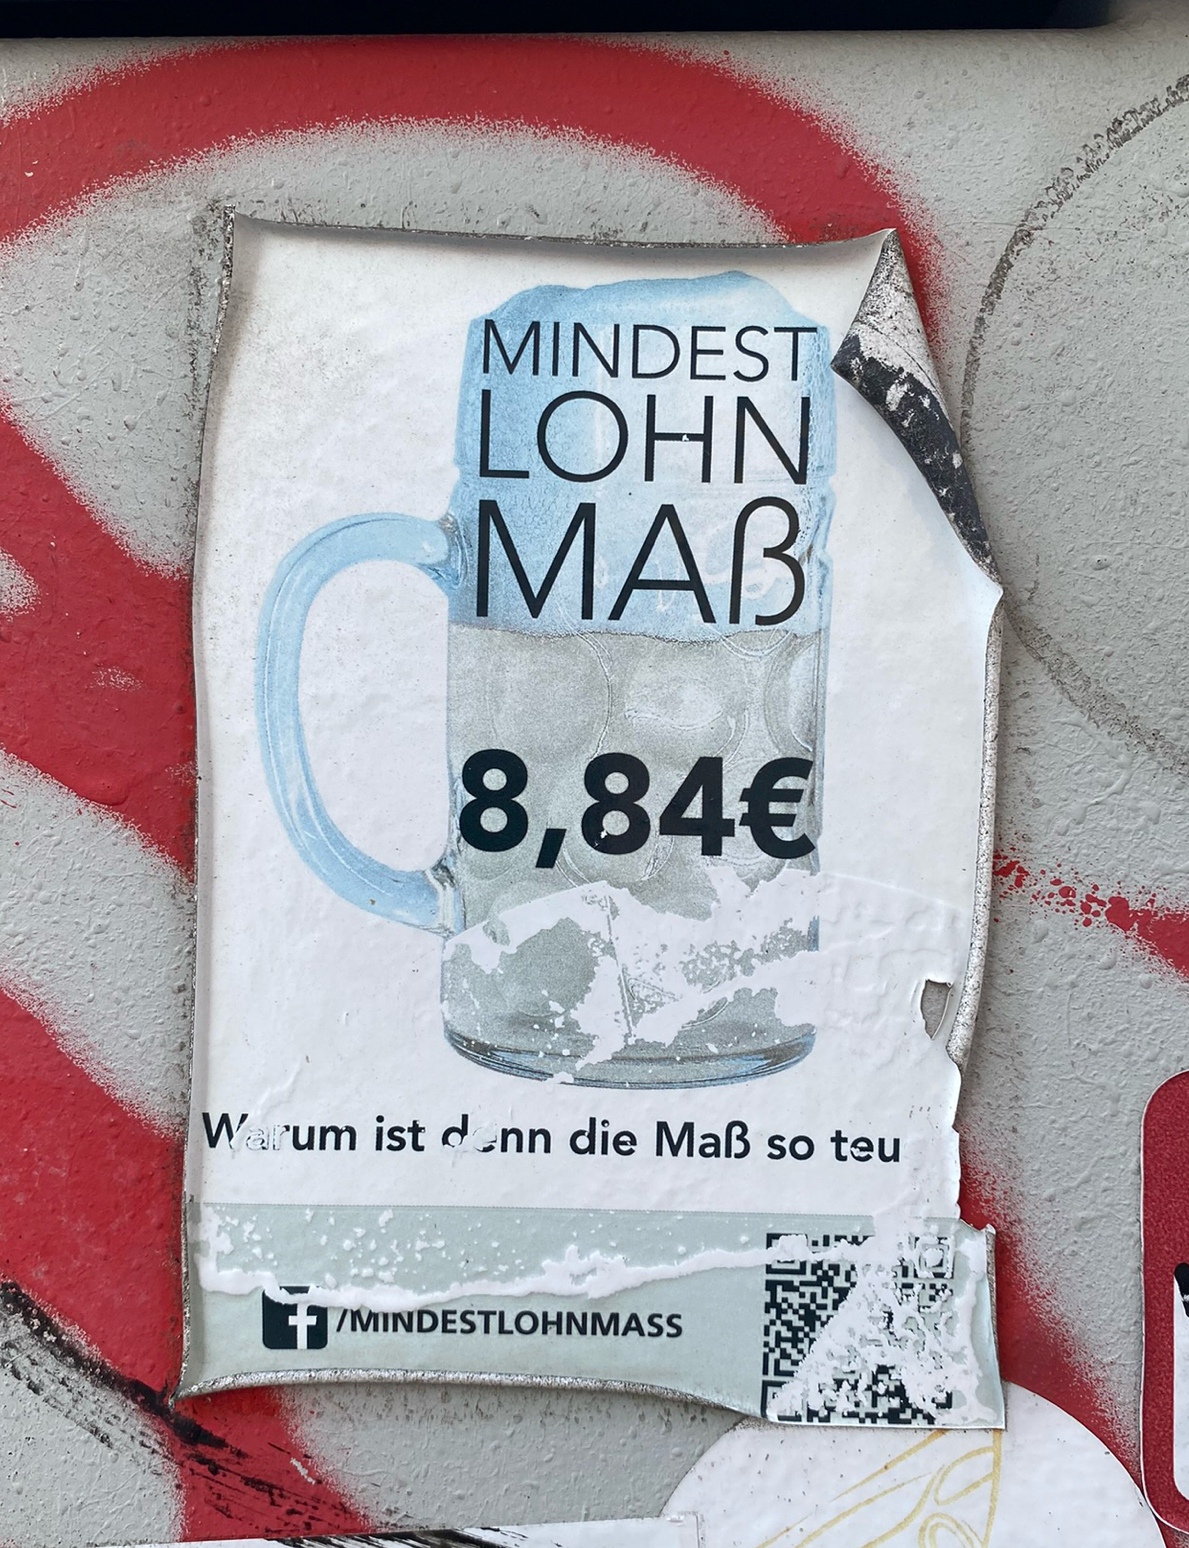 MINDEST
LOHN
MAß
8,84€
Warum ist denn die Maß so teu
/MINDESTLOHNMASS